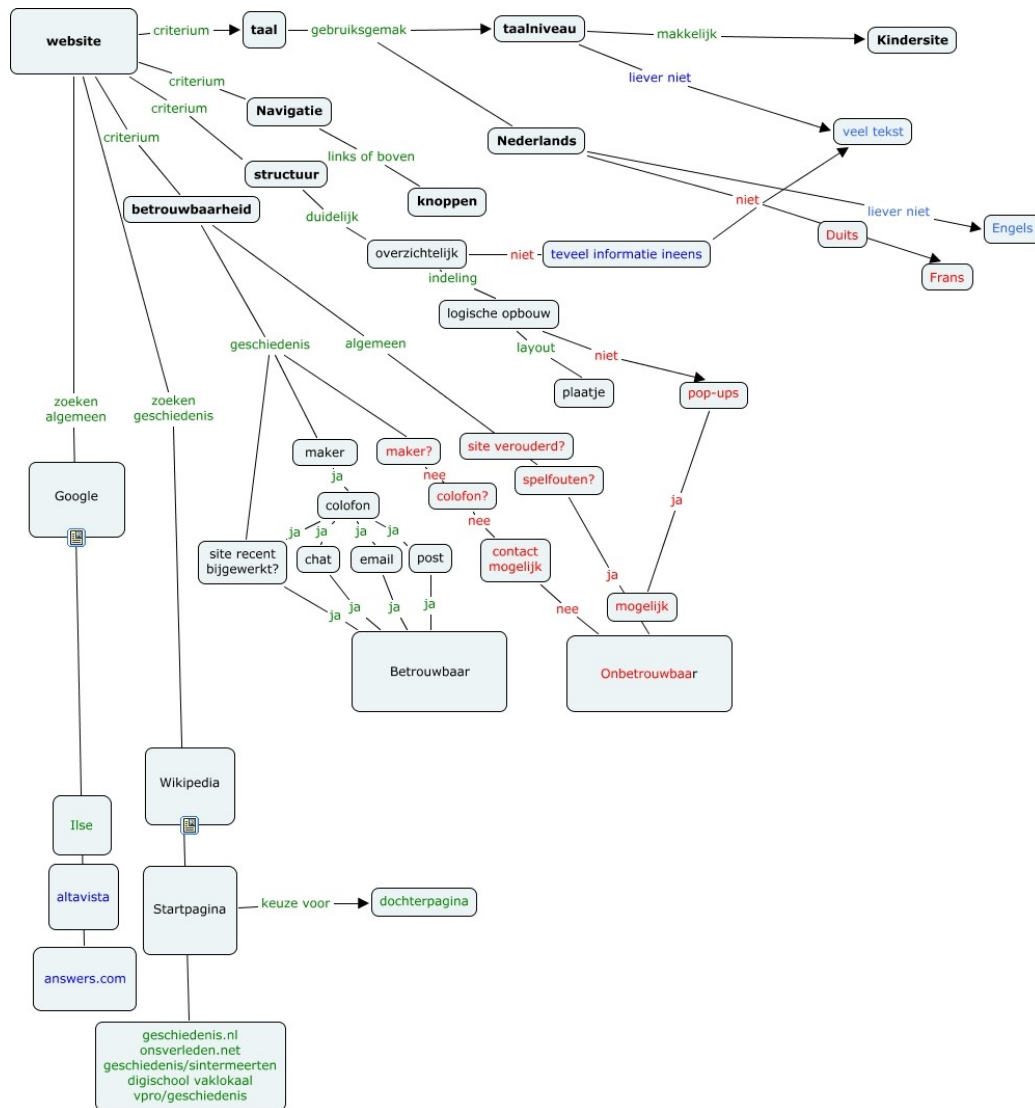 website
criterium
taal
gebruiksgemak
taalniveau
makkelijk
Kindersite
criterium
liever niet
criterium
Navigatie
veel tekst
criterium
Nederlands
links of boven
structuur
knoppen
niet
betrouwbaarheid
duidelijk
liever niet
Duits
Engels
overzichtelijk
niet
teveel informatie ineens
Frans
indeling
logische opbouw
geschiedenis
algemeen
layout
niet
plaatje
pop-ups
zoeken
algemeen
zoeken
geschiedenis
maker
maker?
site verouderd?
ja
nee
spelfouten?
Google
colofon
colofon?
ja
ja
ja
ja
ja
nee
site recent
bijgewerkt?
chat
email
post
contact
mogelijk
ja
ja
ja
ja
ja
nee
mogelijk
Betrouwbaar
Onbetrouwbaar
Wikipedia
Ilse
altavista
Startpagina
keuze voor
dochterpagina
answers.com
geschiedenis.nl
onsverleden.net
geschiedenis/sintermeerten
digischool vaklokaal
vpro/geschiedenis